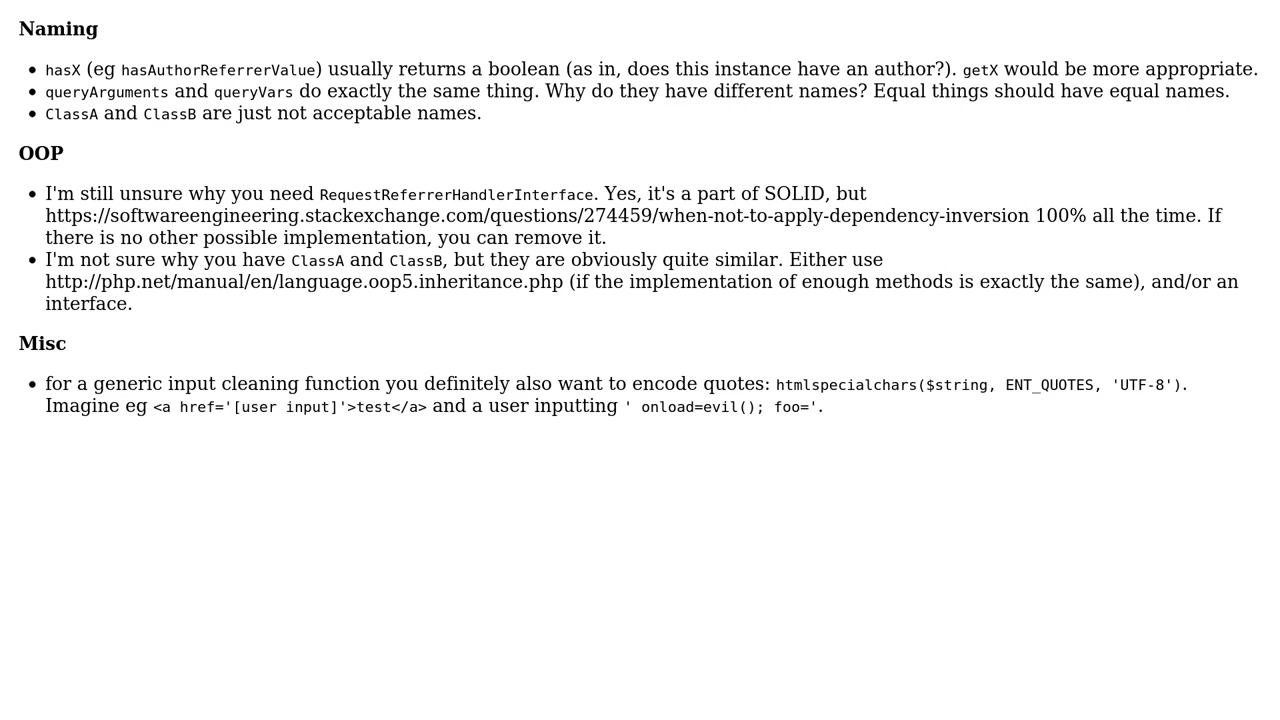 Naming
hasX (eg hasAuthorReferrerValue) usually returns a boolean (as in, does this instance have an author?). getX would be more appropriate.
queryArguments and queryVars do exactly the same thing. Why do they have different names? Equal things should have equal names.
ClassA and ClassB are just not acceptable names.
OOP
I'm still unsure why you need RequestReferrerHandlerInterface. Yes, it's a part of SOLID, but
https://softwareengineering.stackexchange.com/questions/274459/when-not-to-apply-dependency-inversion 100% all the time. If
there is no other possible implementation, you can remove it.
I'm not sure why you have ClassA and ClassB, but they are obviously quite similar. Either use
http://php.net/manual/en/language.oop5.inheritance.php (if the implementation of enough methods is exactly the same), and/or an
interface.
Misc
for a generic input cleaning function you definitely also want to encode quotes: htmlspecialchars($string, ENT_QUOTES, 'UTF-8').
Imagine eg <a href='[user input]'>test</a> and a user inputting ' onload=evil(); foo='.